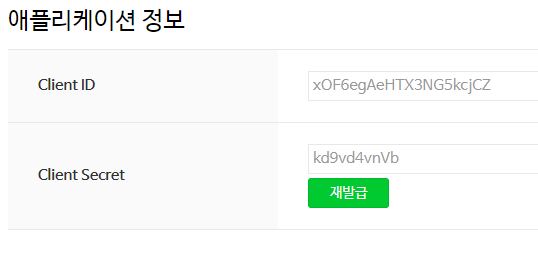 애플리케이션 정보
Client ID
xOF6egAeHTX3NG5kcjCZ
Client Secret
kd9vd4vnVb
재발급